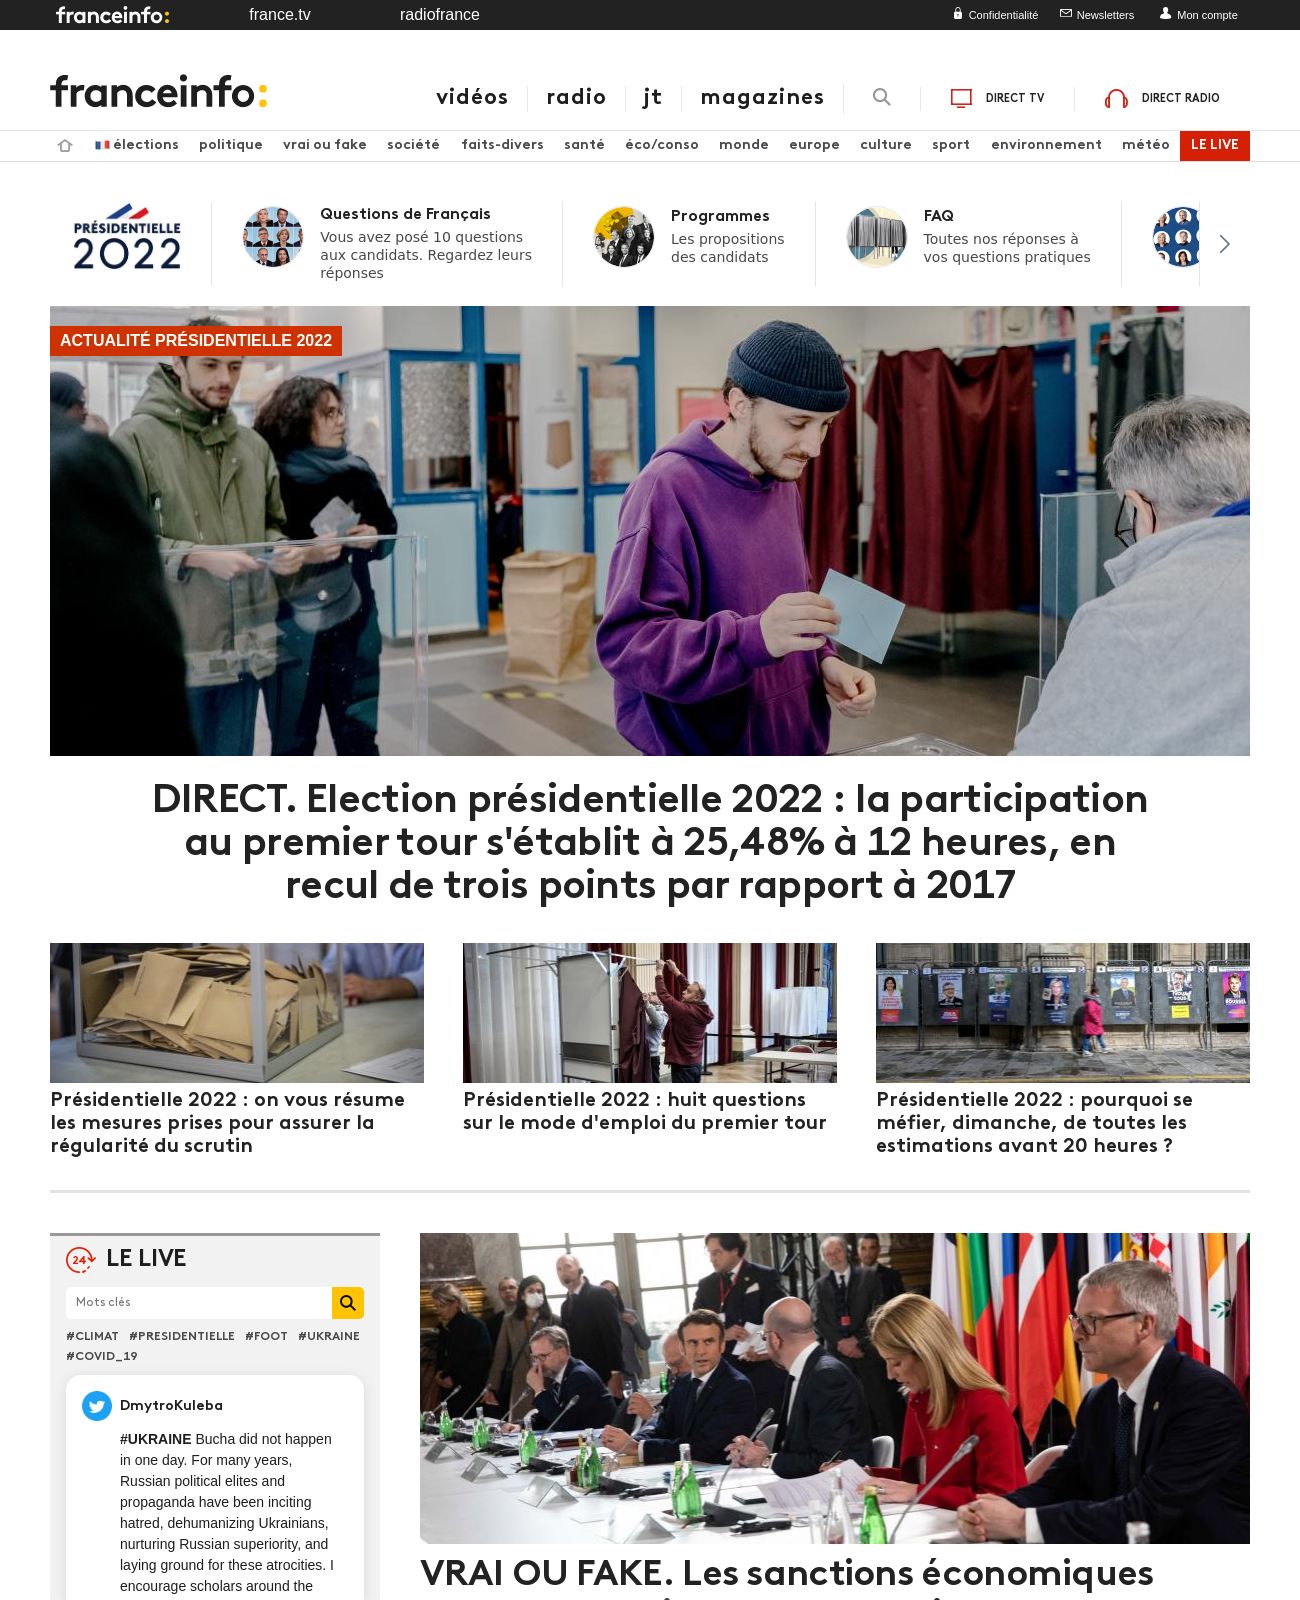 franceinfo: france.tv radiofrance Confidentialité Newsletters Mon compte
franceinfo: vidéos radio jt magazines DIRECT TV DIRECT RADIO
élections politique vrai ou fake société faits-divers santé éco/conso monde europe culture sport environnement météo LE LIVE
PRÉSIDENTIELLE
2022
Questions de Français
Vous avez posé 10 questions
aux candidats. Regardez leurs
réponses
Programmes
Les propositions
des candidats
FAQ
Toutes nos réponses à
vos questions pratiques
ACTUALITÉ PRÉSIDENTIELLE 2022
DIRECT. Election présidentielle 2022 : la participation
au premier tour s'établit à 25,48% à 12 heures, en
recul de trois points par rapport à 2017
Présidentielle 2022 : on vous résume
les mesures prises pour assurer la
régularité du scrutin
Présidentielle 2022 : huit questions
sur le mode d'emploi du premier tour
Présidentielle 2022 : pourquoi se
méfier, dimanche, de toutes les
estimations avant 20 heures ?
24 LE LIVE
Mots clés
#CLIMAT #PRESIDENTIELLE #FOOT #UKRAINE
#COVID_19
DmytroKuleba
#UKRAINE Bucha did not happen
in one day. For many years,
Russian political elites and
propaganda have been inciting
hatred, dehumanizing Ukrainians,
nurturing Russian superiority, and
laying ground for these atrocities. I
encourage scholars around the
VRAI OU FAKE. Les sanctions économiques